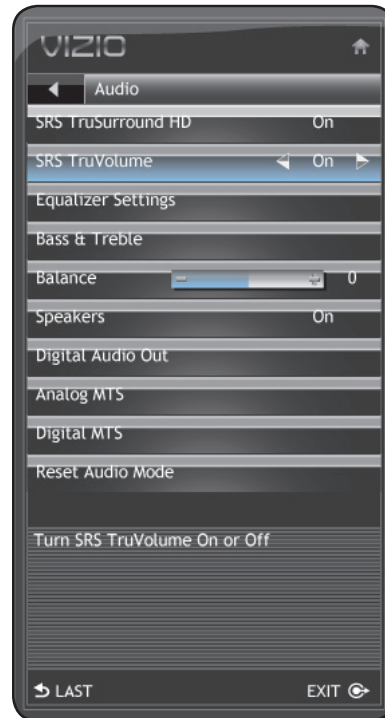 VIZIO
Audio
SRS TruSurround HD On
SRS TruVolume On
Equalizer Settings
Bass & Treble
Balance 0
Speakers On
Digital Audio Out
Analog MTS
Digital MTS
Reset Audio Mode
Turn SRS TruVolume On or Off
LAST EXIT